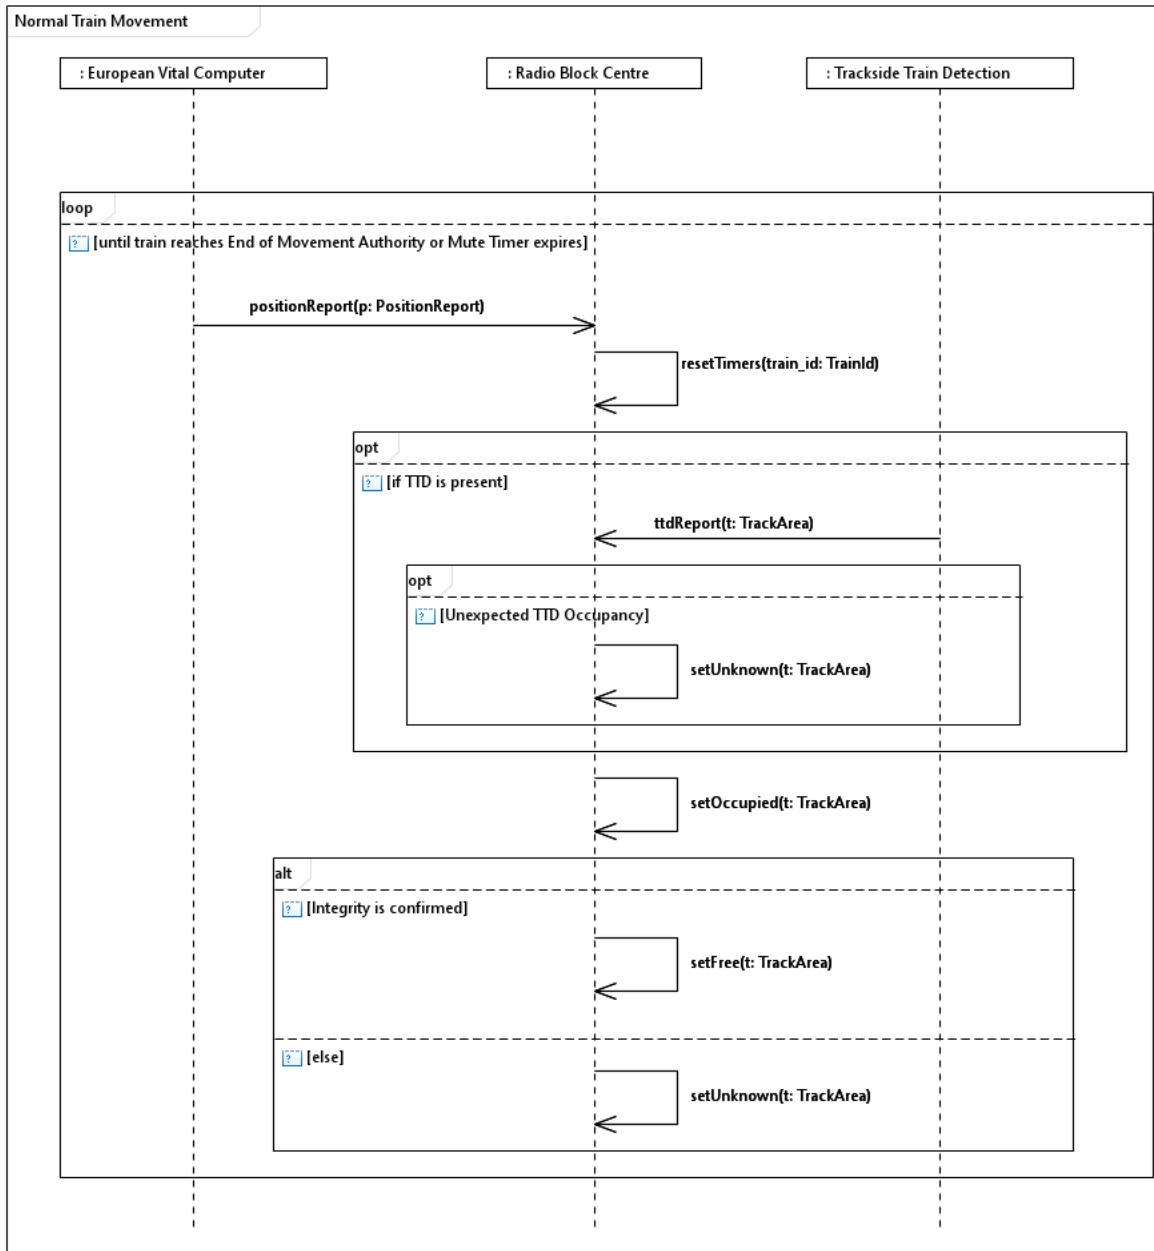 Normal Train Movement
: European Vital Computer
: Radio Block Centre
: Trackside Train Detection
loop
? [until train reaches End of Movement Authority or Mute Timer expires]
positionReport(p: PositionReport)
resetTimers(train_id: TrainId)
opt
? [if TTD is present]
ttdReport(t: TrackArea)
opt
? [Unexpected TTD Occupancy]
setUnknown(t: TrackArea)
setOccupied(t: TrackArea)
alt
? [Integrity is confirmed]
setFree(t: TrackArea)
? [else]
setUnknown(t: TrackArea)